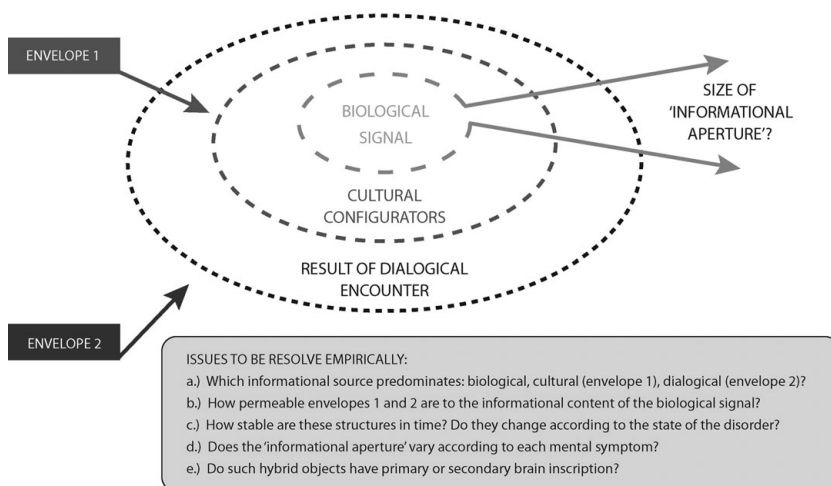 ENVELOPE 1
BIOLOGICAL
SIGNAL
SIZE OF
'INFORMATIONAL
APERTURE'?
CULTURAL
CONFIGURATORS
RESULT OF DIALOGICAL
ENCOUNTER
ENVELOPE 2
ISSUES TO BE RESOLVE EMPIRICALLY:
a.) Which informational source predominates: biological, cultural (envelope 1), dialogical (envelope 2)?
b.) How permeable envelopes 1 and 2 are to the informational content of the biological signal?
c.) How stable are these structures in time? Do they change according to the state of the disorder?
d.) Does the 'informational aperture' vary according to each mental symptom?
e.) Do such hybrid objects have primary or secondary brain inscription?